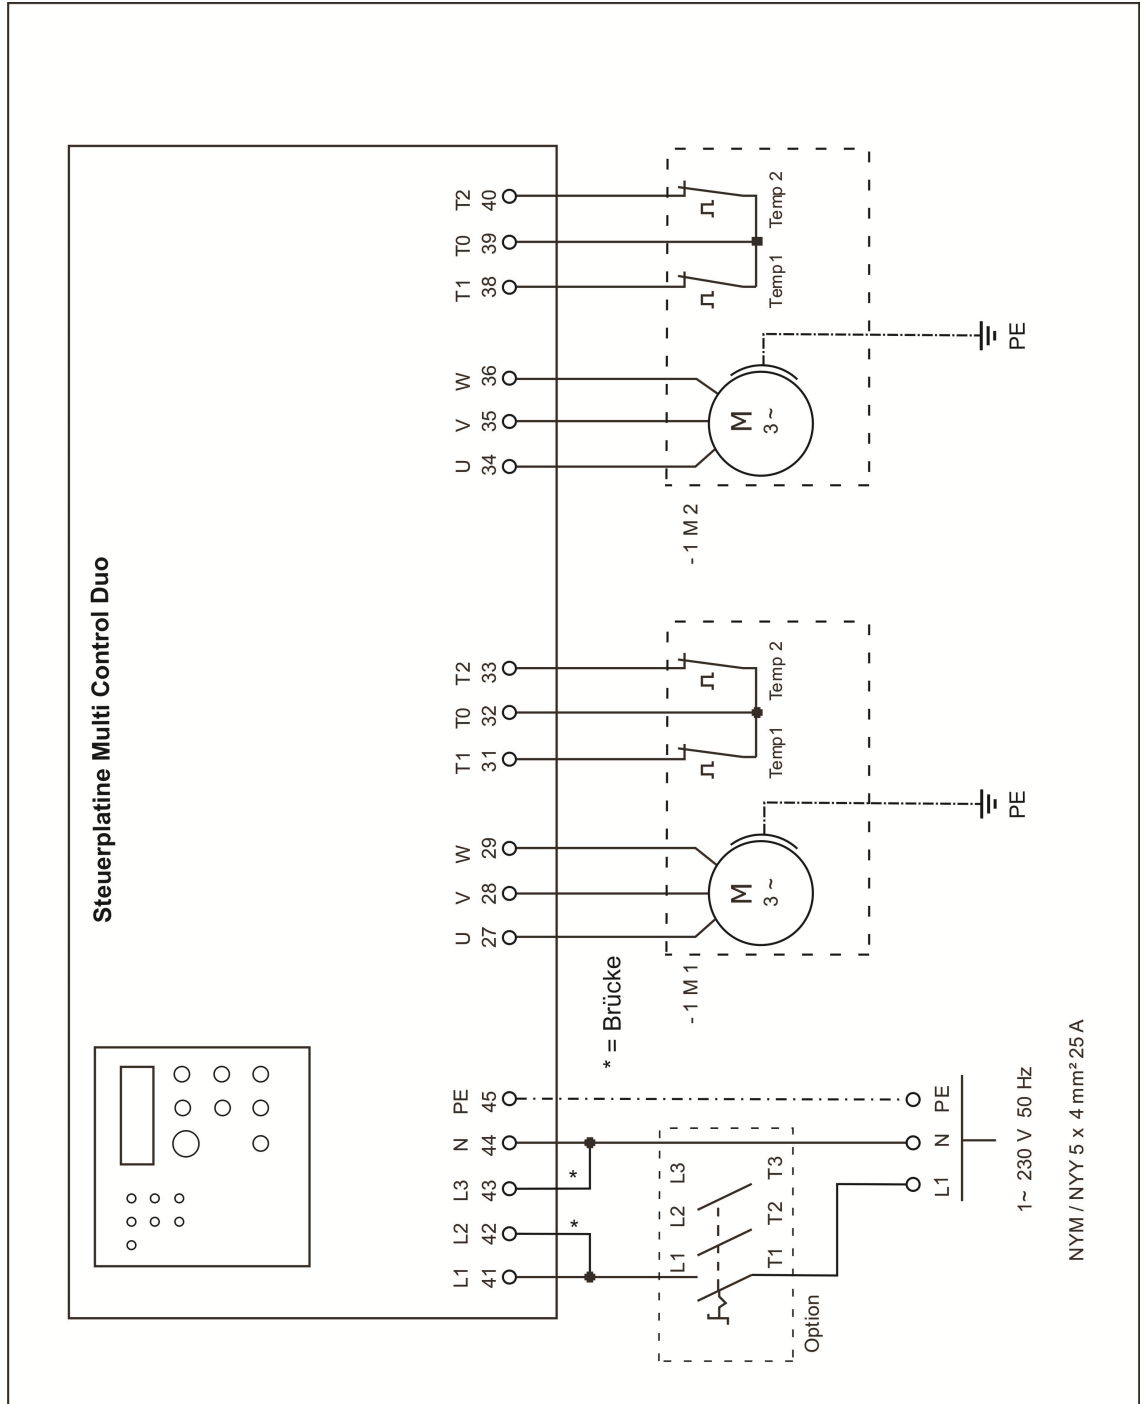 Steuerplatine Multi Control Duo
L1 L2 L3 N PE U V W T1 T0 T2 U V W T1 T0 T2
41 42 43 44 45 27 28 29 31 32 33 34 35 36 38 39 40
* *
* = Brücke
L1 L2 L3
- 1 M 1
- 1 M 2
M
3 ~
M
3 ~
T1 T2 T3
Temp1 Temp 2
Temp1 Temp 2
Option
L1 N PE
PE
PE
1~ 230 V 50 Hz
NYM / NYY 5 x 4 mm² 25 A